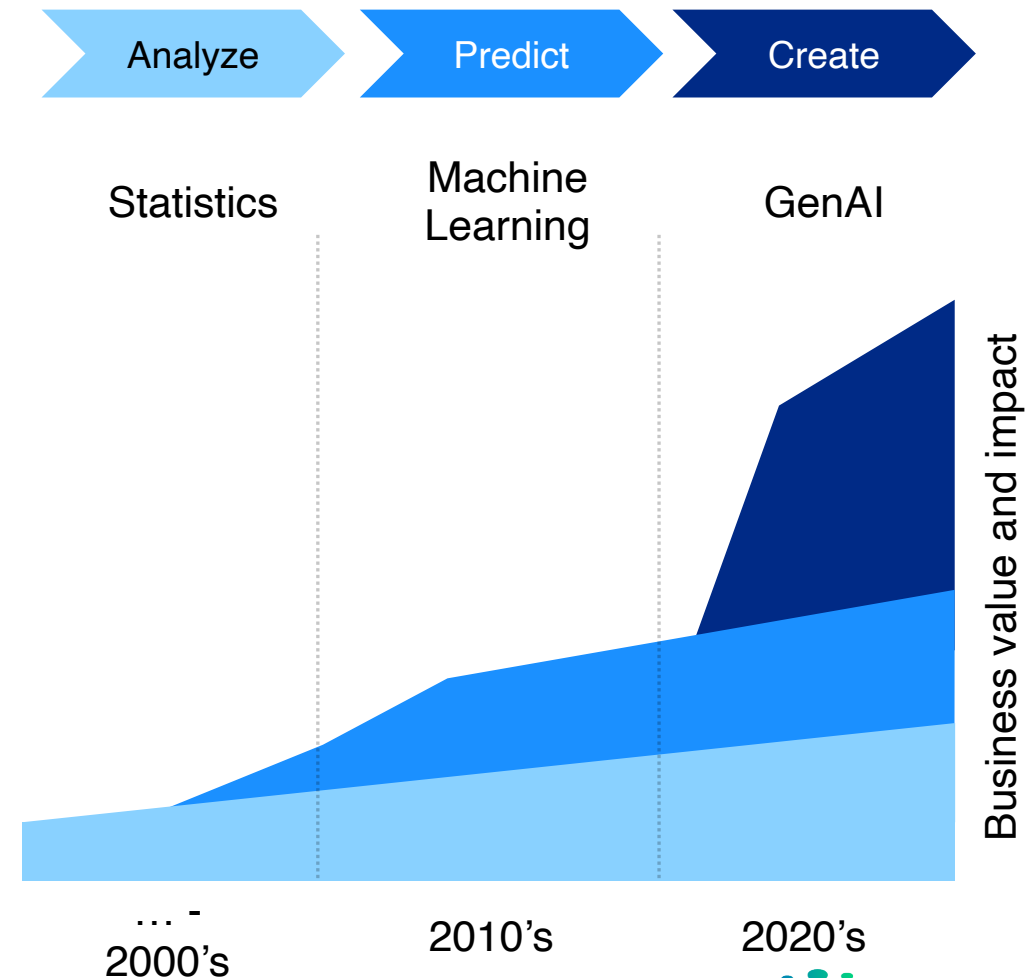 Analyze
Predict
Create
Statistics
Machine
Learning
GenAI
Business value and impact
... -
2000's
2010's
2020's